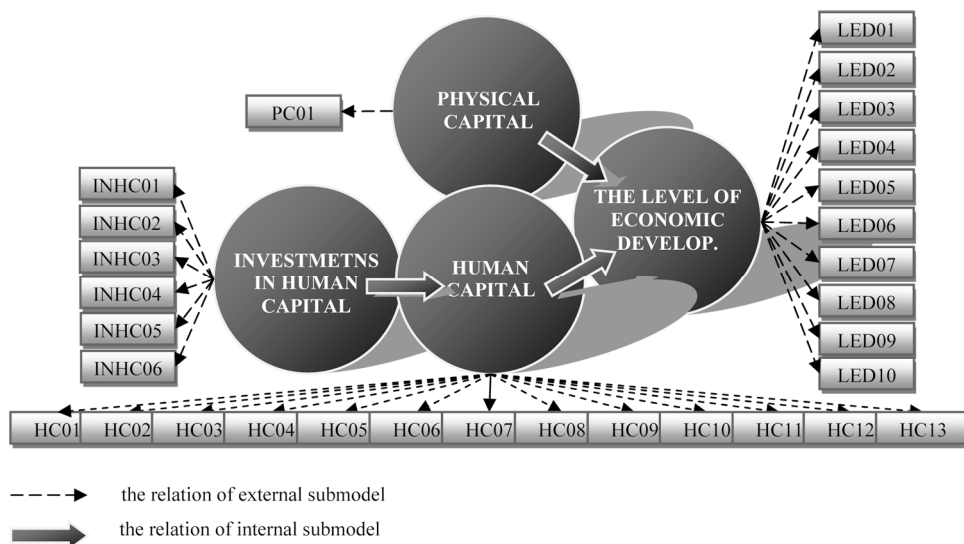 PHYSICAL
CAPITAL
PC01
INVESTMETNS
IN HUMAN
CAPITAL
HUMAN
CAPITAL
THE LEVEL OF
ECONOMIC
DEVELOP.
INHC01
INHC02
INHC03
INHC04
INHC05
INHC06
LED01
LED02
LED03
LED04
LED05
LED06
LED07
LED08
LED09
LED10
HC01 HC02 HC03 HC04 HC05 HC06 HC07 HC08 HC09 HC10 HC11 HC12 HC13
the relation of external submodel
the relation of internal submodel